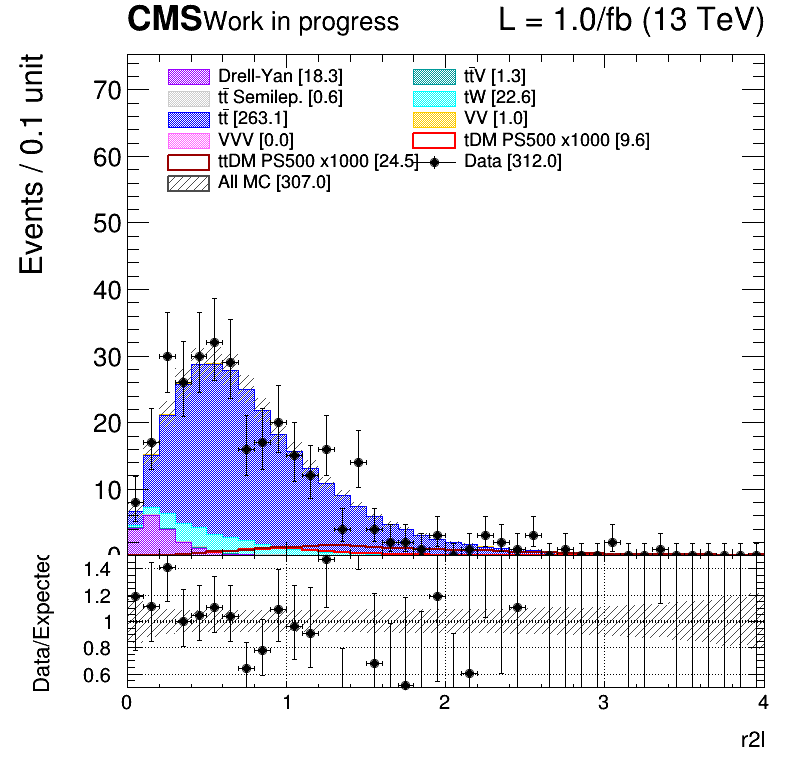 CMS Work in progress L = 1.0/fb (13 TeV)
Events / 0.1 unit
70
60
50
40
30
20
10
0
Drell-Yan [18.3] tt̄V [1.3]
tt̄ Semilep. [0.6] tW [22.6]
tt̄ [263.1] VV [1.0]
VVV [0.0] tDM PS500 x1000 [9.6]
ttDM PS500 x1000 [24.5] Data [312.0]
All MC [307.0]
Data/Expected
1.4
1.2
1
0.8
0.6
0 1 2 3 4
r2l